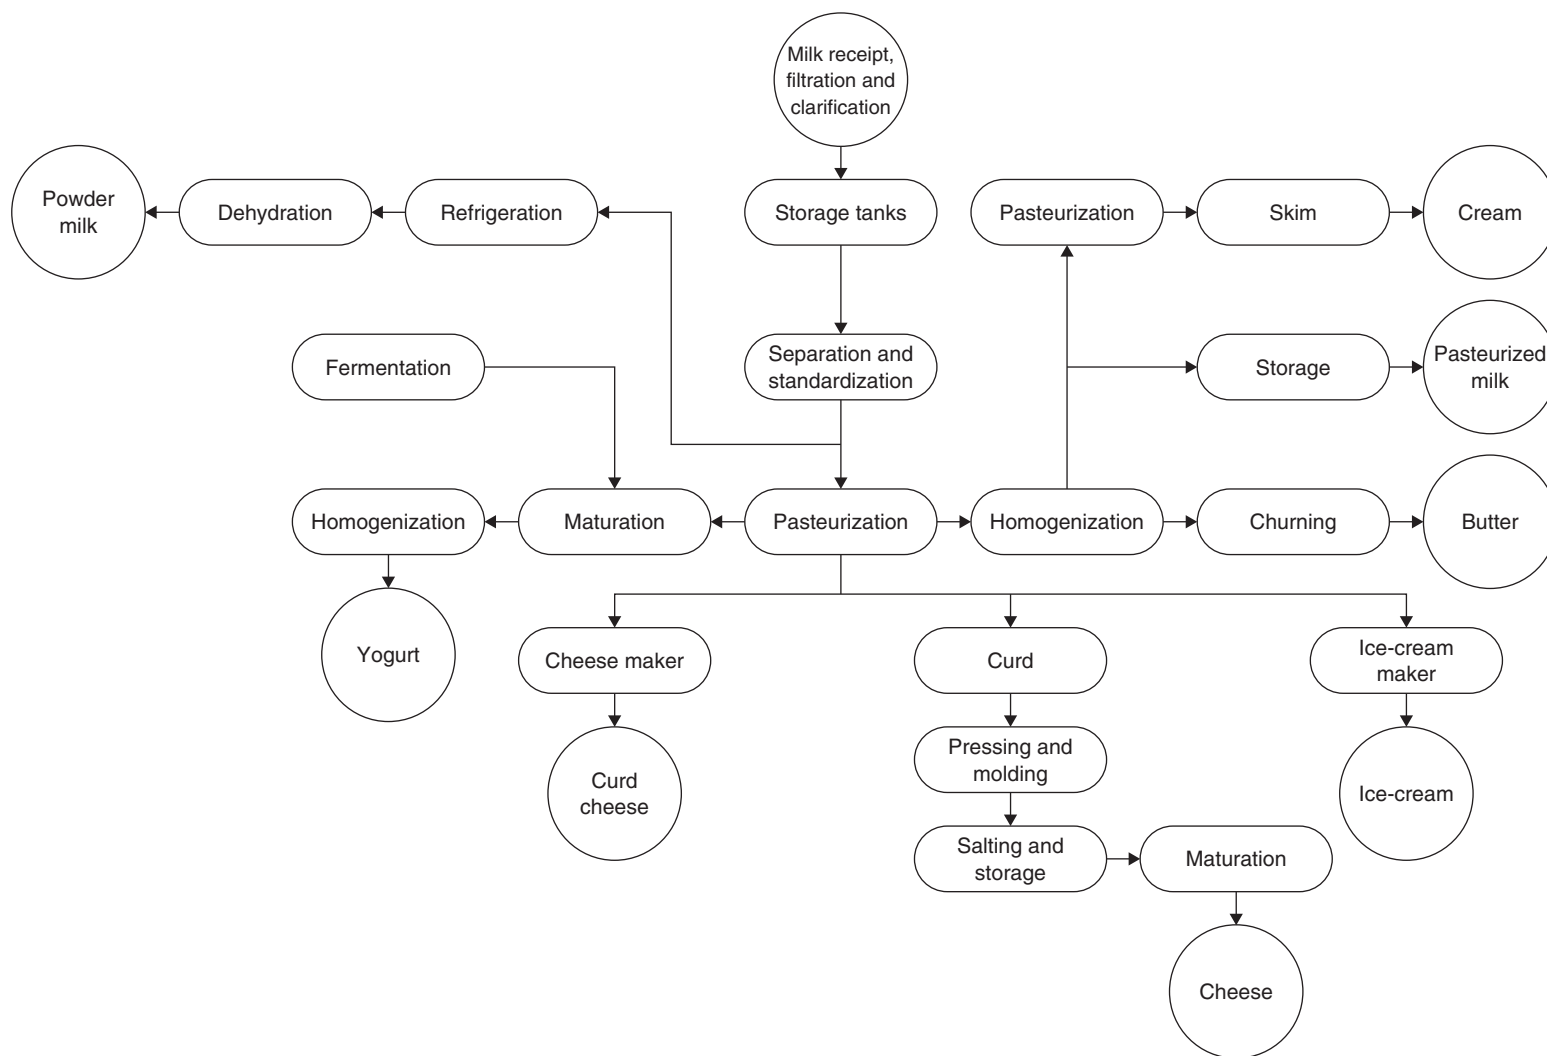 Milk receipt,
filtration and
clarification
Powder
milk
Dehydration
Refrigeration
Storage tanks
Pasteurization
Skim
Cream
Fermentation
Separation and
standardization
Storage
Pasteurized
milk
Homogenization
Maturation
Pasteurization
Homogenization
Churning
Butter
Yogurt
Cheese maker
Curd
Ice-cream
maker
Curd
cheese
Pressing and
molding
Ice-cream
Salting and
storage
Maturation
Cheese